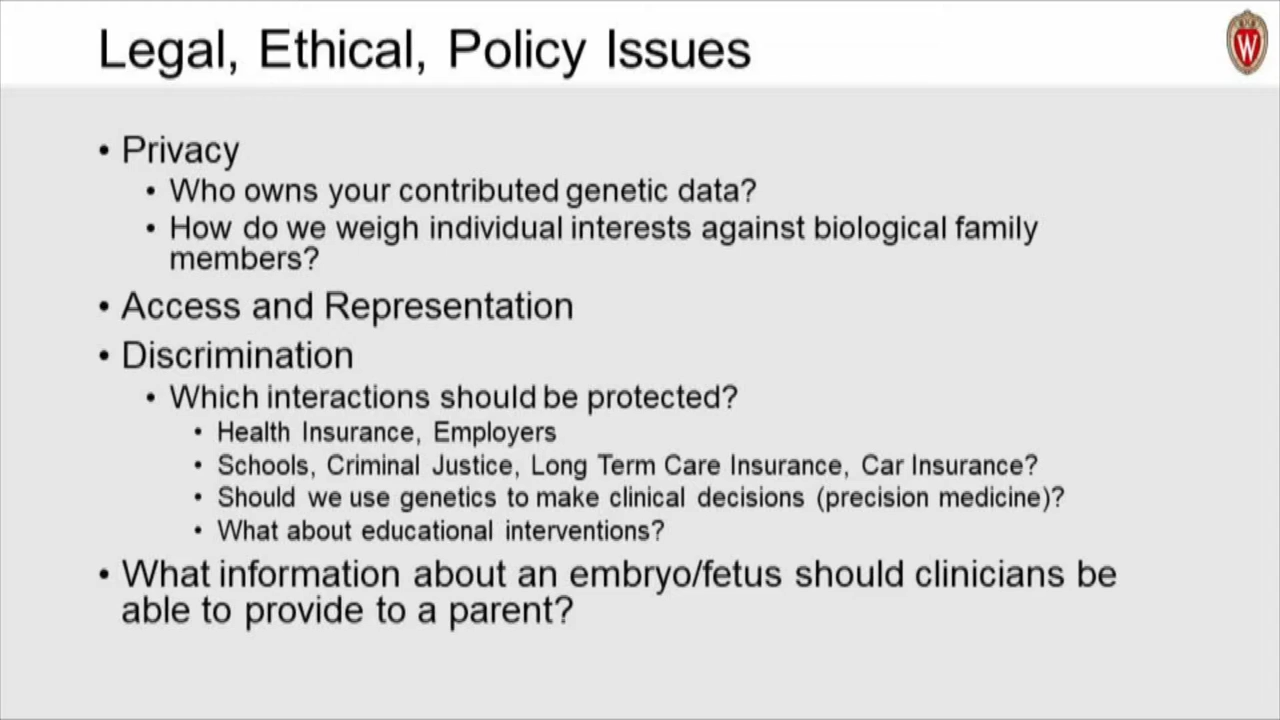 Legal, Ethical, Policy Issues
W
• Privacy
• Who owns your contributed genetic data?
• How do we weigh individual interests against biological family
members?
• Access and Representation
• Discrimination
• Which interactions should be protected?
• Health Insurance, Employers
• Schools, Criminal Justice, Long Term Care Insurance, Car Insurance?
• Should we use genetics to make clinical decisions (precision medicine)?
• What about educational interventions?
• What information about an embryo/fetus should clinicians be
able to provide to a parent?